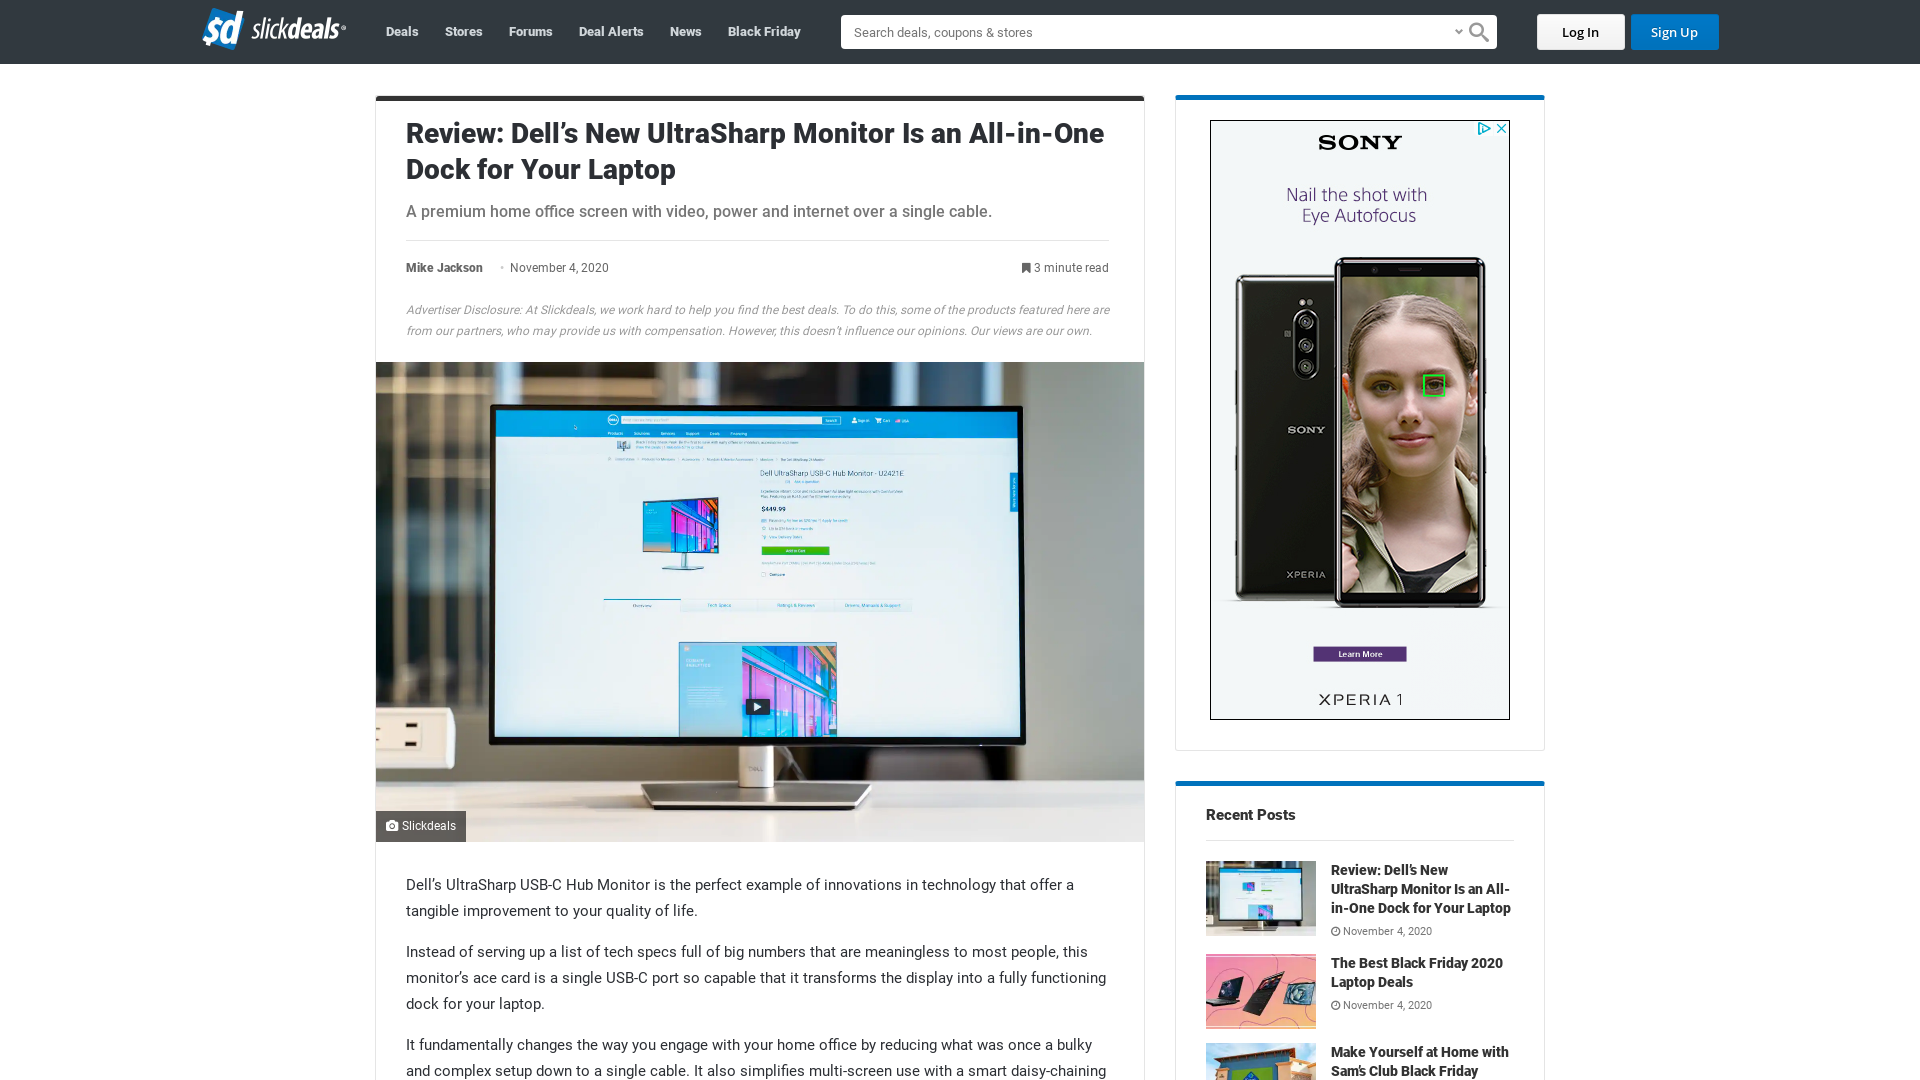 sd slickdeals
Deals Stores Forums Deal Alerts News Black Friday
Search deals, coupons & stores
Log In Sign Up
Review: Dell’s New UltraSharp Monitor Is an All-in-One
Dock for Your Laptop
A premium home office screen with video, power and internet over a single cable.
Mike Jackson • November 4, 2020
3 minute read
Advertiser Disclosure: At Slickdeals, we work hard to help you find the best deals. To do this, some of the products featured here are
from our partners, who may provide us with compensation. However, this doesn’t influence our opinions. Our views are our own.
Dell UltraSharp USB-C Hub Monitor - U2421E
$449.99
Add to Cart
Compare
Overview Tech Specs Ratings & Reviews Drivers, Manuals & Support
DELL
Slickdeals
Dell’s UltraSharp USB-C Hub Monitor is the perfect example of innovations in technology that offer a
tangible improvement to your quality of life.
Instead of serving up a list of tech specs full of big numbers that are meaningless to most people, this
monitor’s ace card is a single USB-C port so capable that it transforms the display into a fully functioning
dock for your laptop.
It fundamentally changes the way you engage with your home office by reducing what was once a bulky
and complex setup down to a single cable. It also simplifies multi-screen use with a smart daisy-chaining
SONY
Nail the shot with
Eye Autofocus
SONY
XPERIA
Learn More
XPERIA 1
Recent Posts
Review: Dell’s New
UltraSharp Monitor Is an All-
in-One Dock for Your Laptop
November 4, 2020
The Best Black Friday 2020
Laptop Deals
November 4, 2020
Make Yourself at Home with
Sam’s Club Black Friday